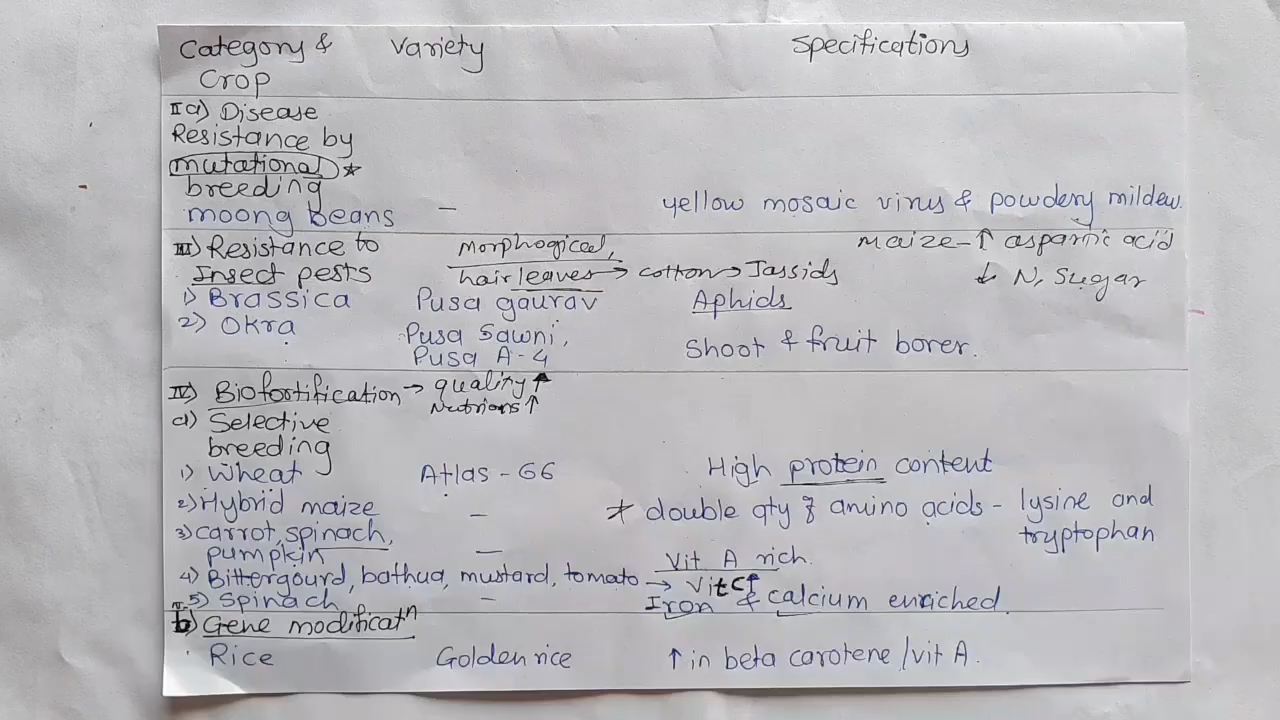 Category & Variety Specifications
Crop
II a) Disease
Resistance by
mutational *
breeding
moong beans - yellow mosaic virus & powdery mildew.
III) Resistance to morphogical, maize - ↑ aspartic acid
Insect pests hair leaves → cotton → Jassids ↓ N, Sugar
1) Brassica Pusa gaurav Aphids
2) Okra Pusa Sawni, Shoot & fruit borer.
Pusa A-4
IV) Biofortification → quality ↑
Nutrions ↑
a) Selective
breeding
1) Wheat Atlas - 66 High protein content
2) Hybrid maize - * double qty of amino acids - lysine and
tryptophan
3) carrot, spinach,
pumpkin - Vit A rich.
4) Bittergourd, bathua, mustard, tomato → Vit C↑
5) Spinach - Iron & calcium enriched.
b) Gene modificatⁿ
Rice Golden rice ↑ in beta carotene / vit A.